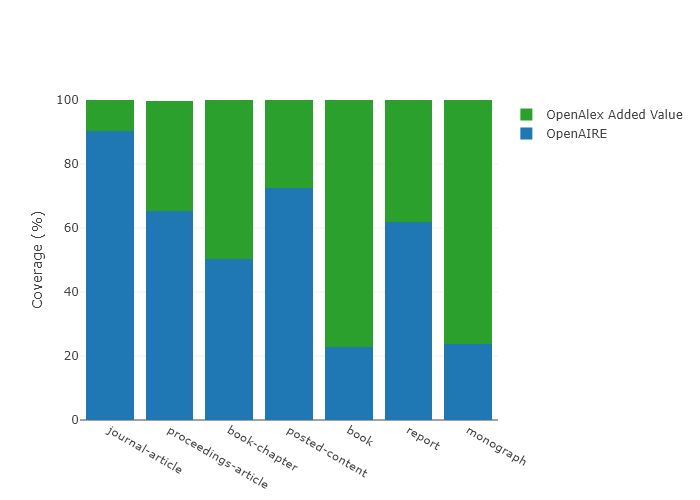 100
80
60
40
20
0
Coverage (%)
journal-article
proceedings-article
book-chapter
posted-content
book
report
monograph
OpenAlex Added Value
OpenAIRE